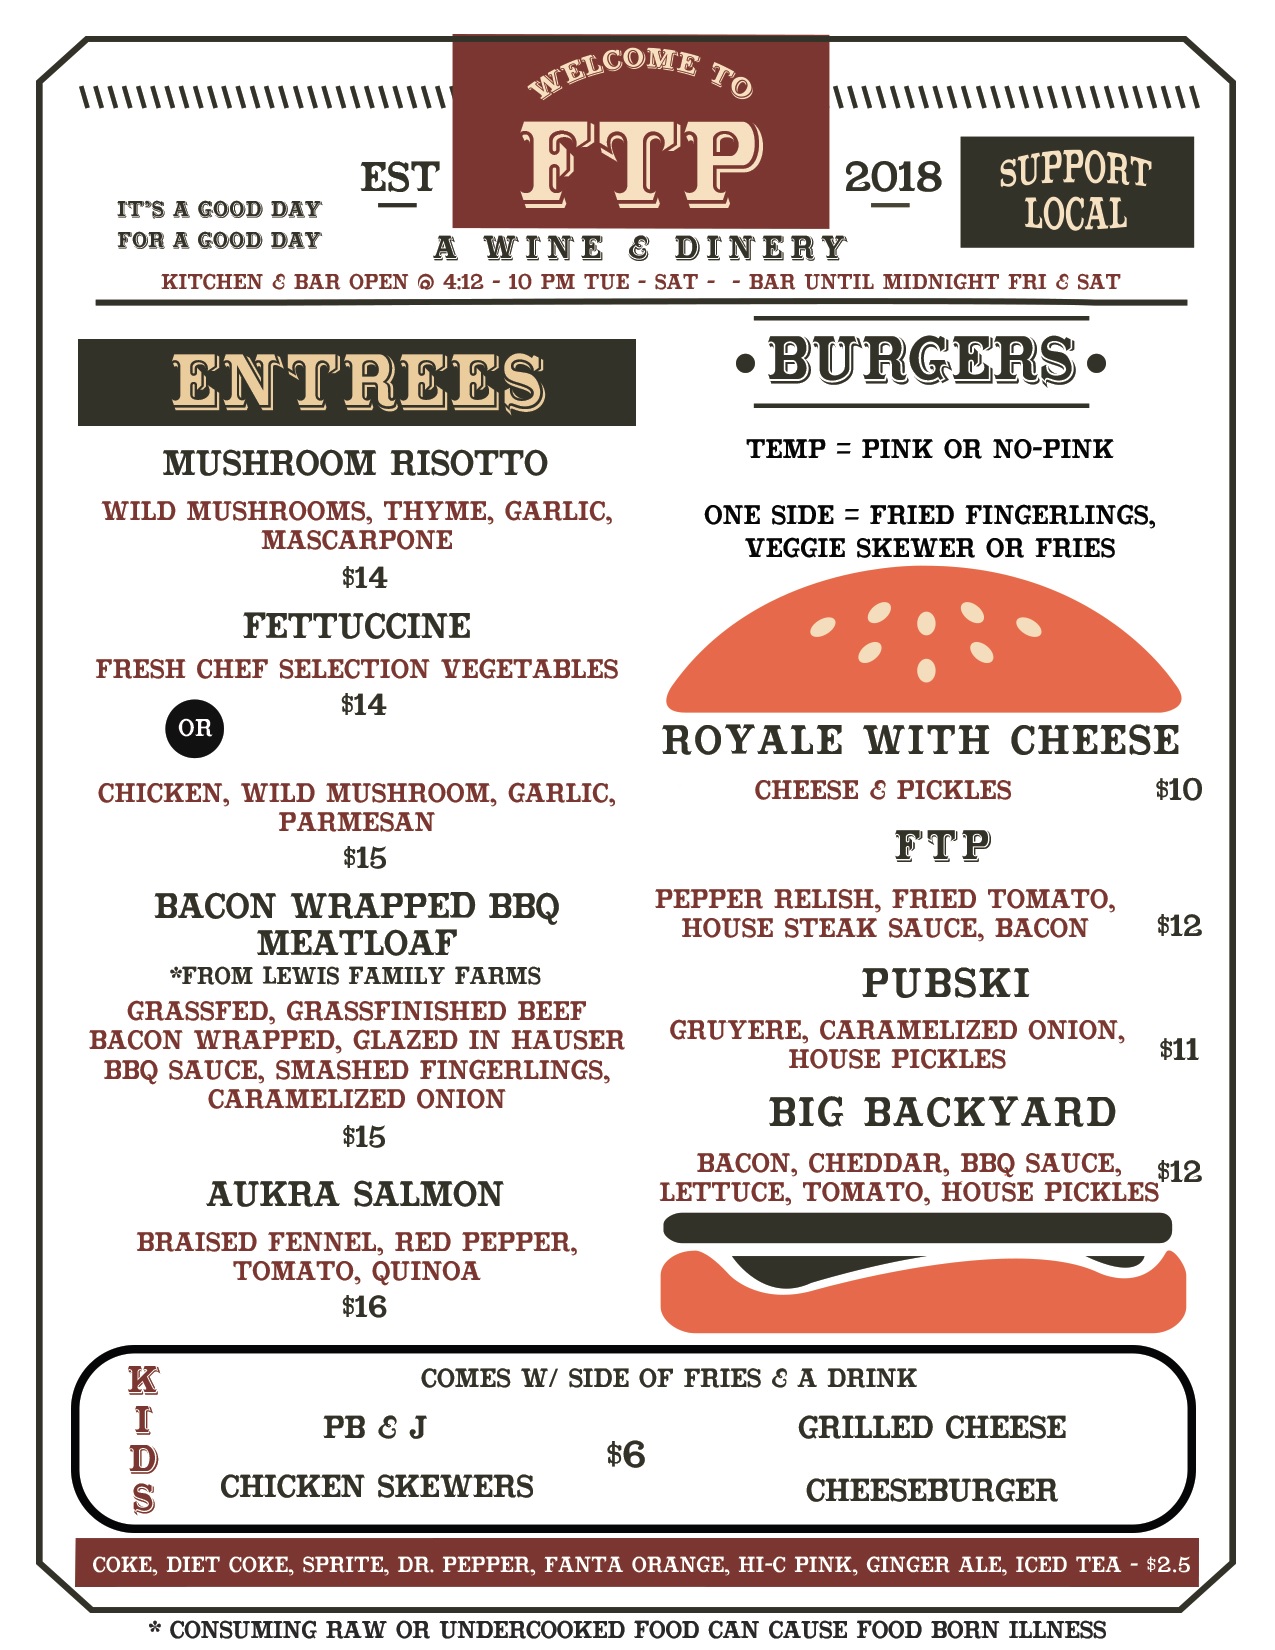 WELCOME TO
FTP
EST
2018
SUPPORT
LOCAL
IT'S A GOOD DAY
FOR A GOOD DAY
A WINE & DINERY
KITCHEN & BAR OPEN @ 4:12 - 10 PM TUE - SAT - - BAR UNTIL MIDNIGHT FRI & SAT
ENTREES
MUSHROOM RISOTTO
WILD MUSHROOMS, THYME, GARLIC,
MASCARPONE
$14
FETTUCCINE
FRESH CHEF SELECTION VEGETABLES
$14
OR
CHICKEN, WILD MUSHROOM, GARLIC,
PARMESAN
$15
BACON WRAPPED BBQ
MEATLOAF
*FROM LEWIS FAMILY FARMS
GRASSFED, GRASSFINISHED BEEF
BACON WRAPPED, GLAZED IN HAUSER
BBQ SAUCE, SMASHED FINGERLINGS,
CARAMELIZED ONION
$15
AUKRA SALMON
BRAISED FENNEL, RED PEPPER,
TOMATO, QUINOA
$16
• BURGERS •
TEMP = PINK OR NO-PINK
ONE SIDE = FRIED FINGERLINGS,
VEGGIE SKEWER OR FRIES
ROYALE WITH CHEESE
CHEESE & PICKLES $10
FTP
PEPPER RELISH, FRIED TOMATO,
HOUSE STEAK SAUCE, BACON $12
PUBSKI
GRUYERE, CARAMELIZED ONION,
HOUSE PICKLES $11
BIG BACKYARD
BACON, CHEDDAR, BBQ SAUCE, $12
LETTUCE, TOMATO, HOUSE PICKLES
KIDS
COMES W/ SIDE OF FRIES & A DRINK
PB & J
GRILLED CHEESE
$6
CHICKEN SKEWERS
CHEESEBURGER
COKE, DIET COKE, SPRITE, DR. PEPPER, FANTA ORANGE, HI-C PINK, GINGER ALE, ICED TEA - $2.5
* CONSUMING RAW OR UNDERCOOKED FOOD CAN CAUSE FOOD BORN ILLNESS